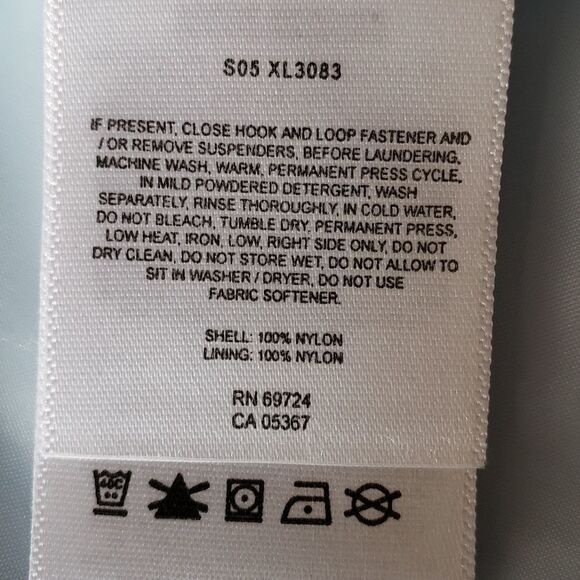 S05 XL3083
IF PRESENT, CLOSE HOOK AND LOOP FASTENER AND
/ OR REMOVE SUSPENDERS, BEFORE LAUNDERING,
MACHINE WASH, WARM, PERMANENT PRESS CYCLE,
IN MILD POWDERED DETERGENT, WASH
SEPARATELY, RINSE THOROUGHLY, IN COLD WATER,
DO NOT BLEACH, TUMBLE DRY, PERMANENT PRESS,
LOW HEAT, IRON, LOW, RIGHT SIDE ONLY, DO NOT
DRY CLEAN, DO NOT STORE WET, DO NOT ALLOW TO
SIT IN WASHER / DRYER, DO NOT USE
FABRIC SOFTENER.
SHELL: 100% NYLON
LINING: 100% NYLON
RN 69724
CA 05367
40C